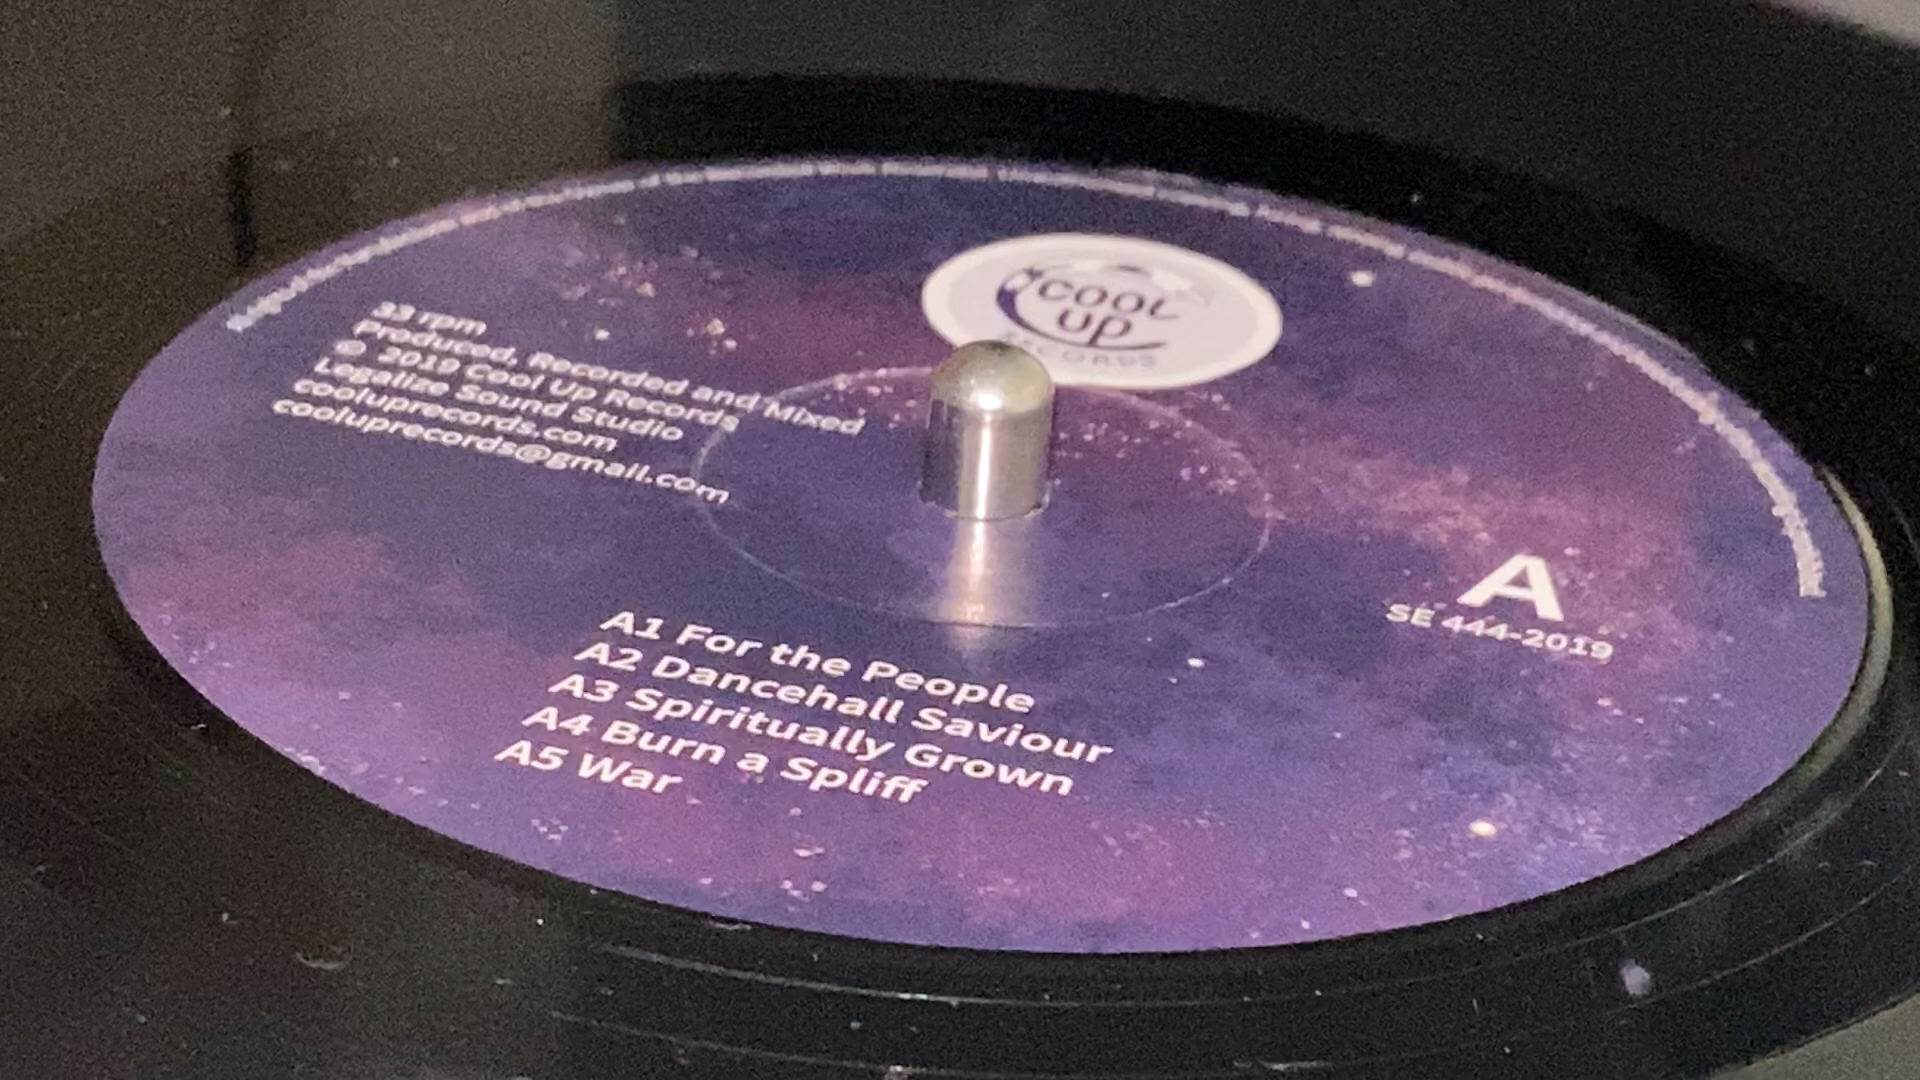 cool
up
RECORDS
33 rpm
Produced, Recorded and Mixed
© 2019 Cool Up Records
Legalize Sound Studio
cooluprecords.com
cooluprecords@gmail.com
A
SE 444-2019
A1 For the People
A2 Dancehall Saviour
A3 Spiritually Grown
A4 Burn a Spliff
A5 War